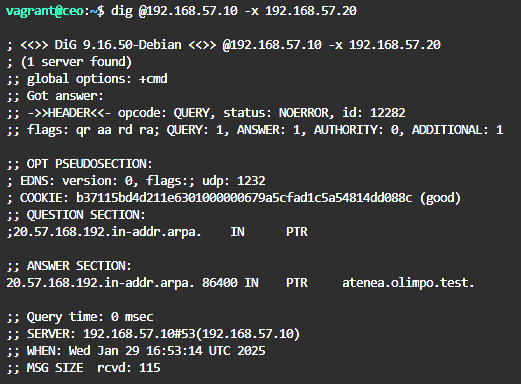 vagrant@ceo:~$ dig @192.168.57.10 -x 192.168.57.20
; <<>> DiG 9.16.50-Debian <<>> @192.168.57.10 -x 192.168.57.20
; (1 server found)
;; global options: +cmd
;; Got answer:
;; ->>HEADER<<- opcode: QUERY, status: NOERROR, id: 12282
;; flags: qr aa rd ra; QUERY: 1, ANSWER: 1, AUTHORITY: 0, ADDITIONAL: 1
;; OPT PSEUDOSECTION:
; EDNS: version: 0, flags:; udp: 1232
; COOKIE: b37115bd4d211e6301000000679a5cfad1c5a54814dd088c (good)
;; QUESTION SECTION:
;20.57.168.192.in-addr.arpa. IN PTR
;; ANSWER SECTION:
20.57.168.192.in-addr.arpa. 86400 IN PTR atenea.olimpo.test.
;; Query time: 0 msec
;; SERVER: 192.168.57.10#53(192.168.57.10)
;; WHEN: Wed Jan 29 16:53:14 UTC 2025
;; MSG SIZE rcvd: 115